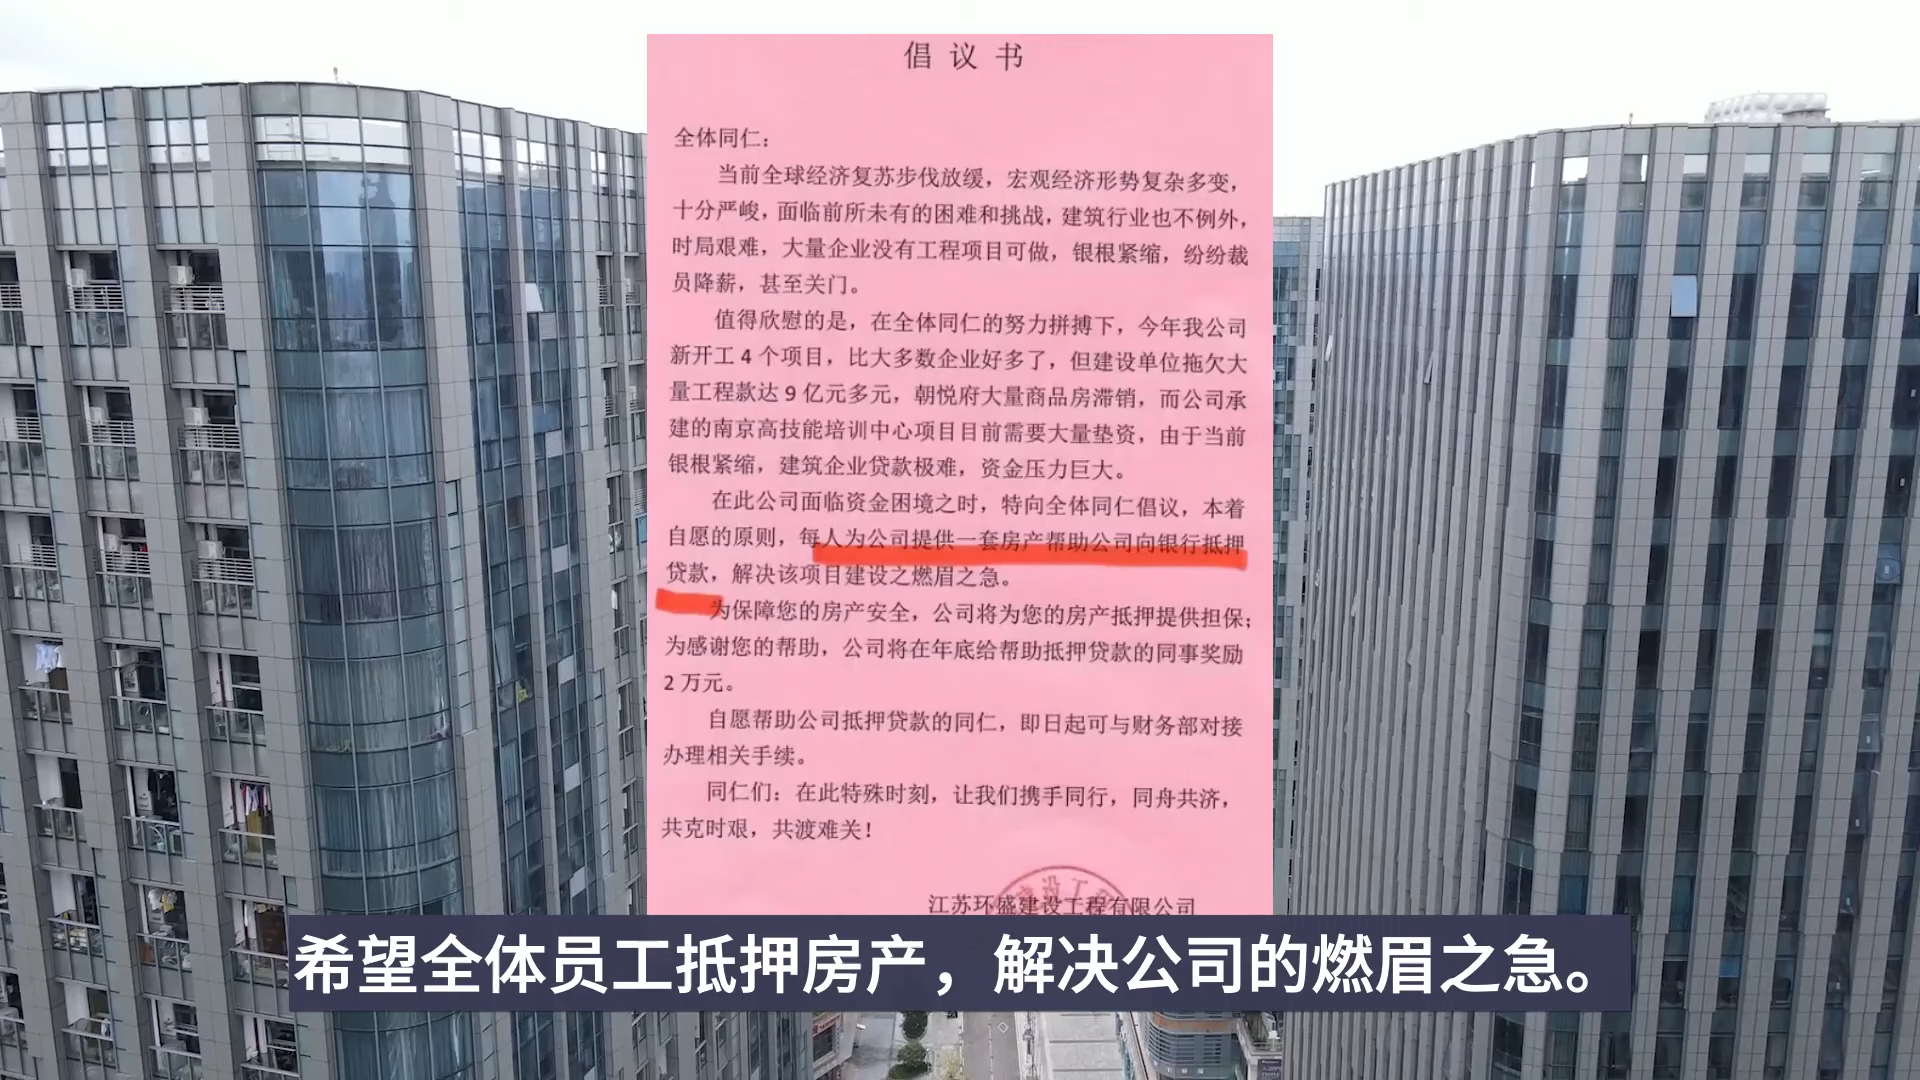 倡议书
全体同仁：
当前全球经济复苏步伐放缓，宏观经济形势复杂多变，
十分严峻，面临前所未有的困难和挑战，建筑行业也不例外，
时局艰难，大量企业没有工程项目可做，银根紧缩，纷纷裁
员降薪，甚至关门。
值得欣慰的是，在全体同仁的努力拼搏下，今年我公司
新开工 4 个项目，比大多数企业好多了，但建设单位拖欠大
量工程款达 9 亿元多元，朝悦府大量商品房滞销，而公司承
建的南京高技能培训中心项目目前需要大量垫资，由于当前
银根紧缩，建筑企业贷款极难，资金压力巨大。
在此公司面临资金困境之时，特向全体同仁倡议，本着
自愿的原则，每人为公司提供一套房产帮助公司向银行抵押
贷款，解决该项目建设之燃眉之急。
为保障您的房产安全，公司将为您的房产抵押提供担保；
为感谢您的帮助，公司将在年底给帮助抵押贷款的同事奖励
2 万元。
自愿帮助公司抵押贷款的同仁，即日起可与财务部对接
办理相关手续。
同仁们：在此特殊时刻，让我们携手同行，同舟共济，
共克时艰，共渡难关！
建设工程
江苏环盛建设工程有限公司
希望全体员工抵押房产，解决公司的燃眉之急。